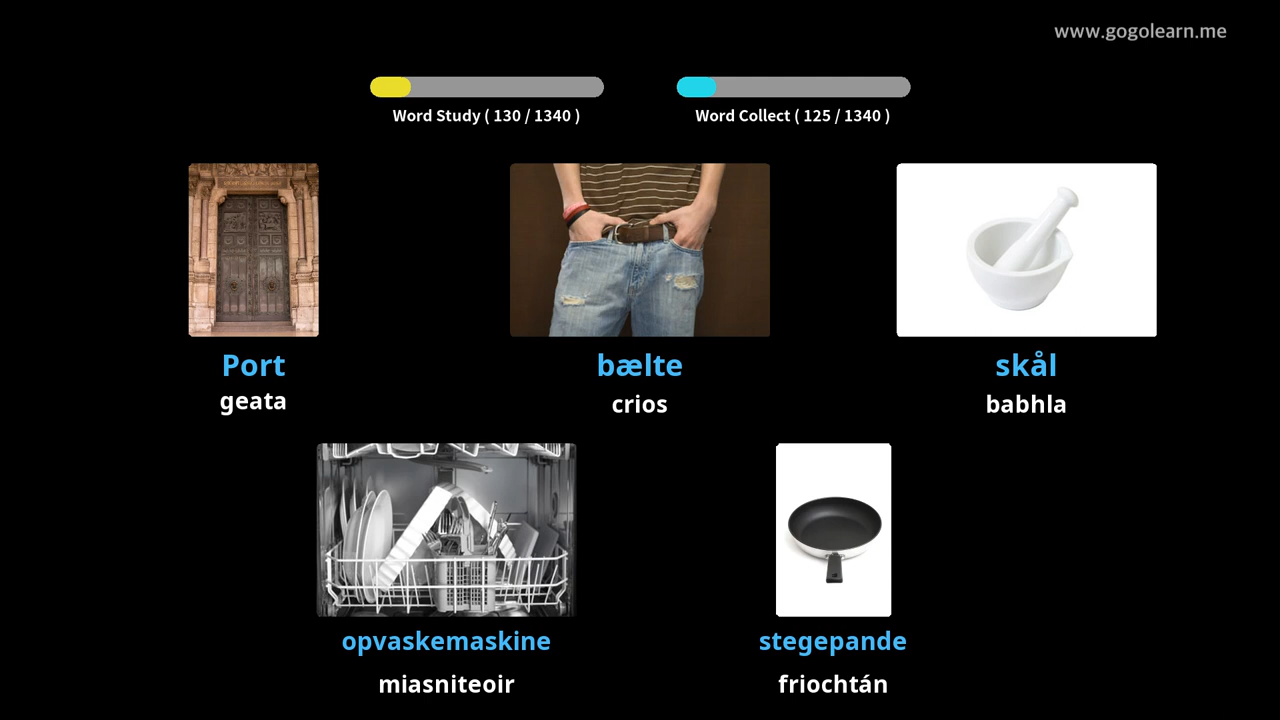 www.gogolearn.me
Word Study ( 130 / 1340 )
Word Collect ( 125 / 1340 )
Port
geata
bælte
crios
skål
babhla
opvaskemaskine
miasniteoir
stegepande
friochtán